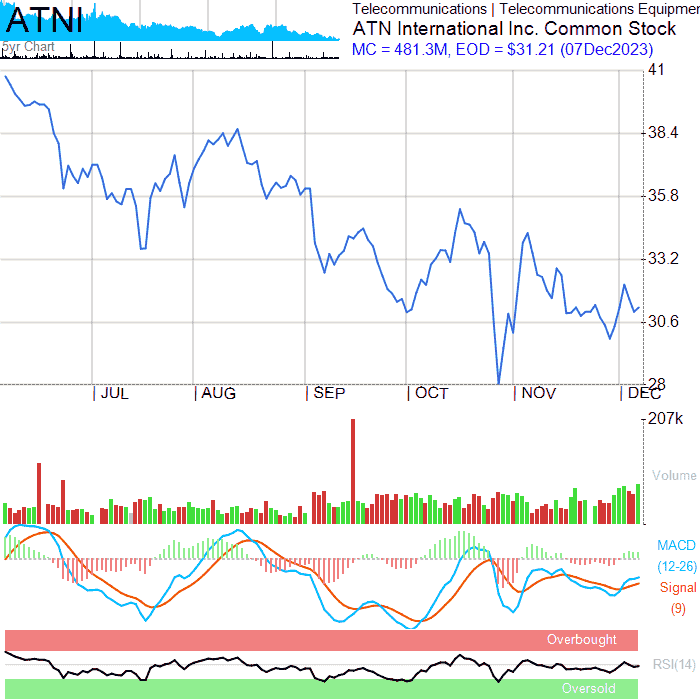 ATNI
5yr Chart
Telecommunications | Telecommunications Equipmen
ATN International Inc. Common Stock
MC = 481.3M, EOD = $31.21 (07Dec2023)
41
38.4
35.8
33.2
30.6
28
JUL
AUG
SEP
OCT
NOV
DEC
207k
Volume
MACD
(12-26)
Signal
(9)
Overbought
RSI(14)
Oversold